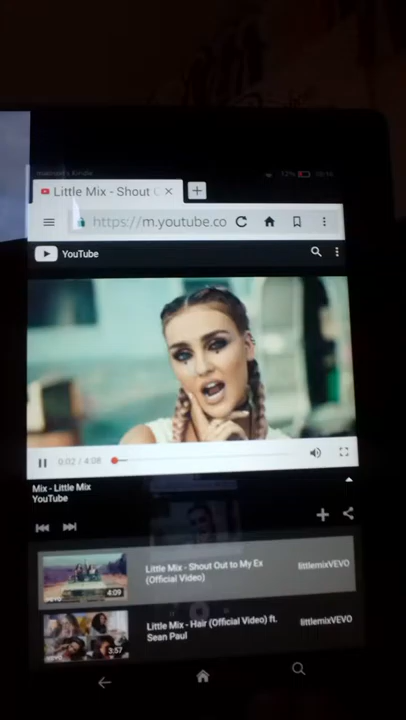 12%
Little Mix - Shout
https://m.youtube.co
YouTube
0:02 / 4:08
Mix - Little Mix
YouTube
Little Mix - Shout Out to My Ex
(Official Video)
littlemixVEVO
4:09
Little Mix - Hair (Official Video) ft.
Sean Paul
littlemixVEVO
3:57